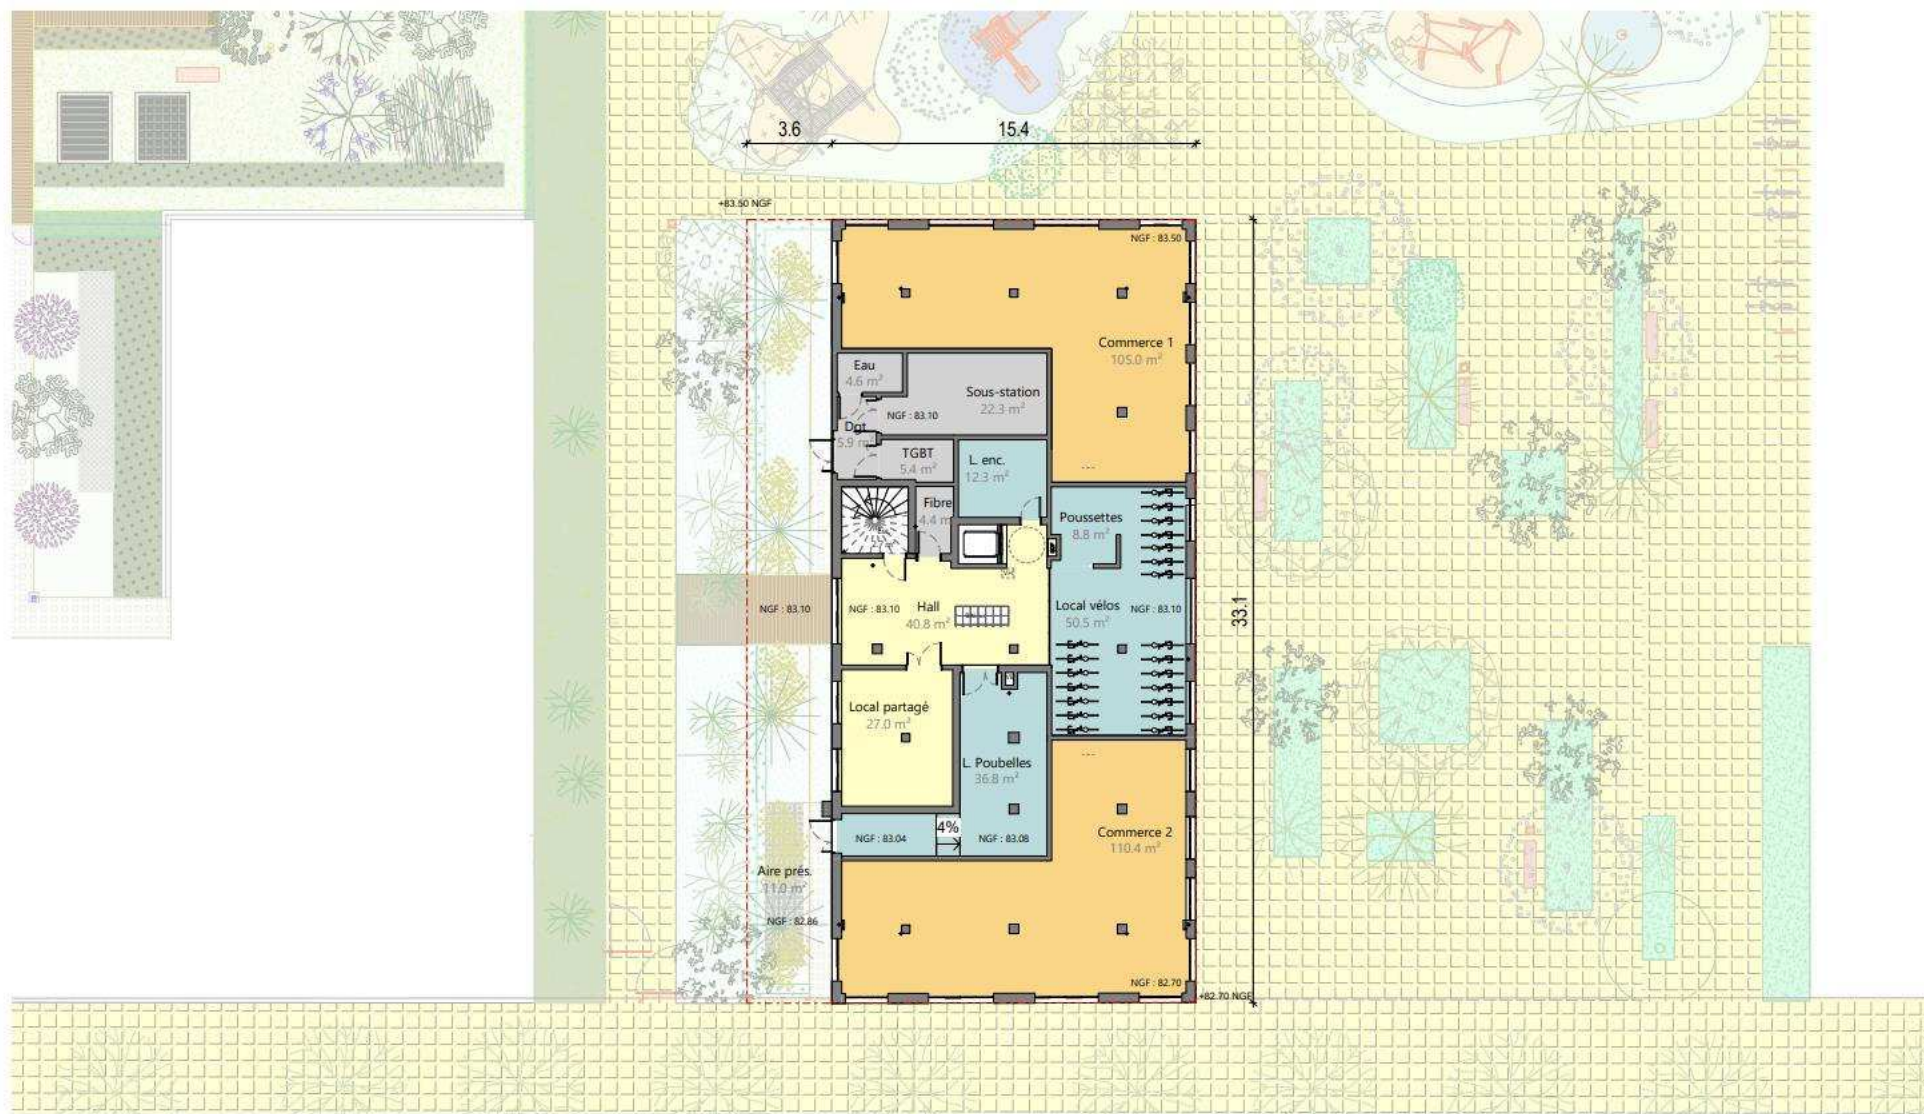 3.6
15.4
+83.50 NGF
NGF : 83.50
Commerce 1
105.0 m²
Eau
4.6 m²
Sous-station
22.3 m²
NGF : 83.10
Dgt
5.9 m²
TGBT
5.4 m²
L. enc.
12.3 m²
Fibre
4.4 m
Poussettes
8.8 m²
NGF : 83.10
NGF : 83.10
Hall
40.8 m²
Local vélos
50.5 m²
NGF : 83.10
33.1
Local partagé
27.0 m²
L. Poubelles
36.8 m²
NGF : 83.04
4%
NGF : 83.08
Commerce 2
110.4 m²
Aire prés.
11.0 m²
NGF : 82.86
NGF : 82.70
+82.70 NGF